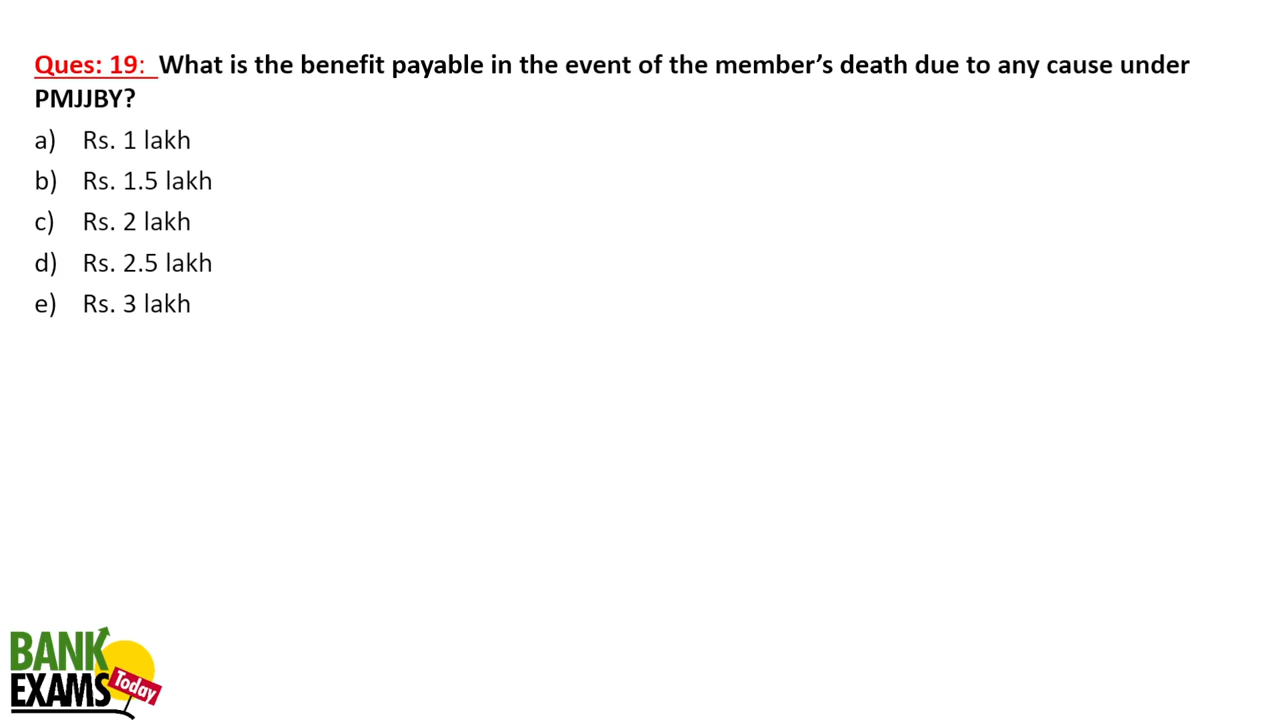 Ques: 19: What is the benefit payable in the event of the member’s death due to any cause under
PMJJBY?
a) Rs. 1 lakh
b) Rs. 1.5 lakh
c) Rs. 2 lakh
d) Rs. 2.5 lakh
e) Rs. 3 lakh
BANK
EXAMS
Today